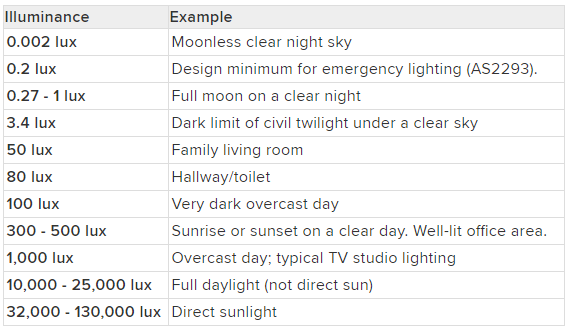 Illuminance Example
0.002 lux Moonless clear night sky
0.2 lux Design minimum for emergency lighting (AS2293).
0.27 - 1 lux Full moon on a clear night
3.4 lux Dark limit of civil twilight under a clear sky
50 lux Family living room
80 lux Hallway/toilet
100 lux Very dark overcast day
300 - 500 lux Sunrise or sunset on a clear day. Well-lit office area.
1,000 lux Overcast day; typical TV studio lighting
10,000 - 25,000 lux Full daylight (not direct sun)
32,000 - 130,000 lux Direct sunlight